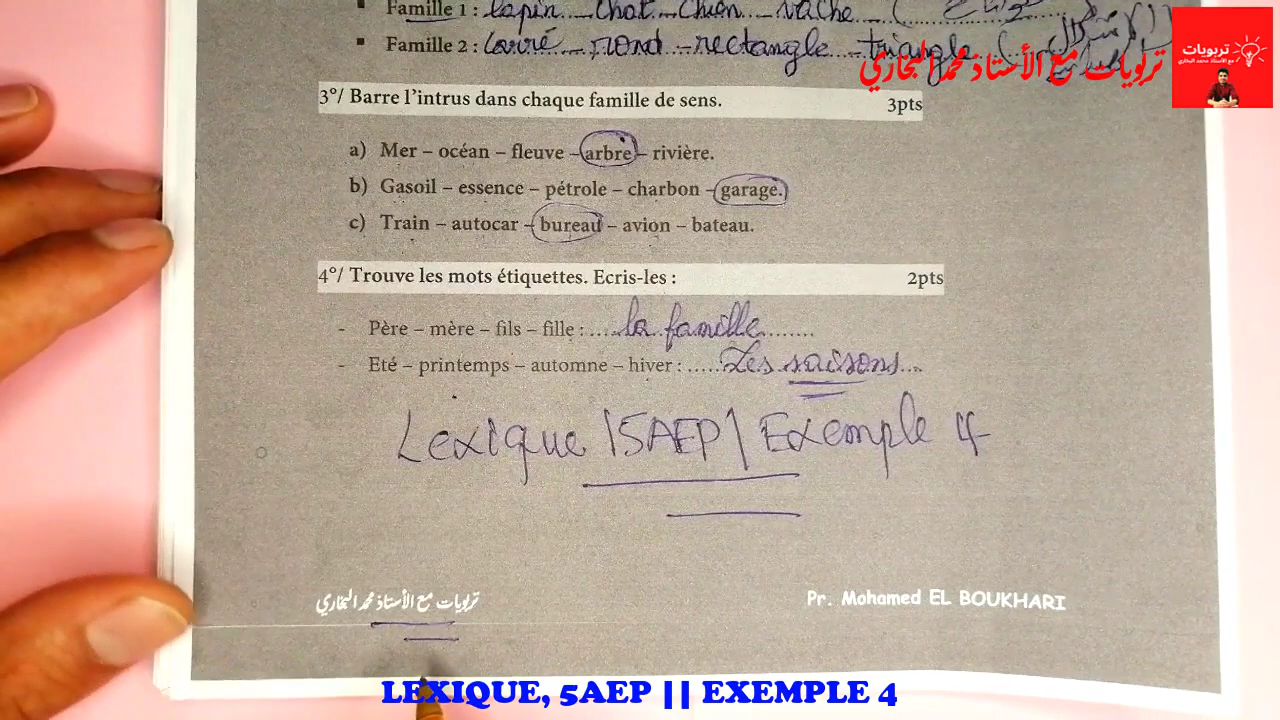 Famille 1 : lapin - chat - chien - vache
Famille 2 : carré - rond - rectangle - triangle
تربويات
مع الأستاذ محمد البخاري
تربويات مع الأستاذ محمد البخاري
3°/ Barre l'intrus dans chaque famille de sens. 3pts
a) Mer – océan – fleuve – arbre – rivière.
b) Gasoil – essence – pétrole – charbon – garage.
c) Train – autocar – bureau – avion – bateau.
4°/ Trouve les mots étiquettes. Ecris-les : 2pts
- Père – mère – fils – fille : ....la famille........
- Eté – printemps – automne – hiver : .....Les saisons...
Lexique |5AEP| Exemple 4
تربويات مع الأستاذ محمد البخاري
Pr. Mohamed EL BOUKHARI
LEXIQUE, 5AEP || EXEMPLE 4